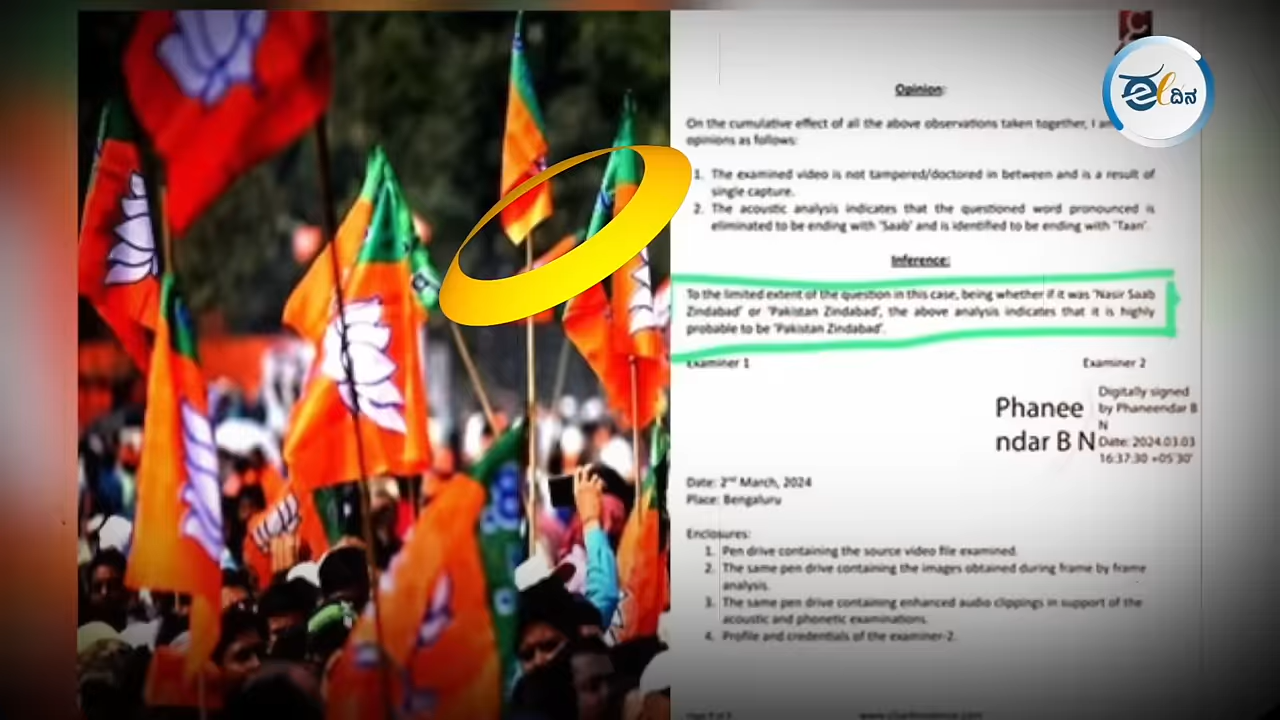 ಈದಿನ
Opinion:
On the cumulative effect of all the above observations taken together, I am
opinions as follows:
1. The examined video is not tampered/doctored in between and is a result of
single capture.
2. The acoustic analysis indicates that the questioned word pronounced is
eliminated to be ending with 'Saab' and is identified to be ending with 'Taan'.
Inference:
To the limited extent of the question in this case, being whether if it was 'Nasir Saab
Zindabad' or 'Pakistan Zindabad', the above analysis indicates that it is highly
probable to be 'Pakistan Zindabad'.
Examiner 1
Examiner 2
Phanee
ndar B N
Digitally signed
by Phaneendar B
N
Date: 2024.03.03
16:37:30 +05'30'
Date: 2nd March, 2024
Place: Bengaluru
Enclosures:
1. Pen drive containing the source video file examined.
2. The same pen drive containing the images obtained during frame by frame
analysis.
3. The same pen drive containing enhanced audio clippings in support of the
acoustic and phonetic examinations.
4. Profile and credentials of the examiner-2.